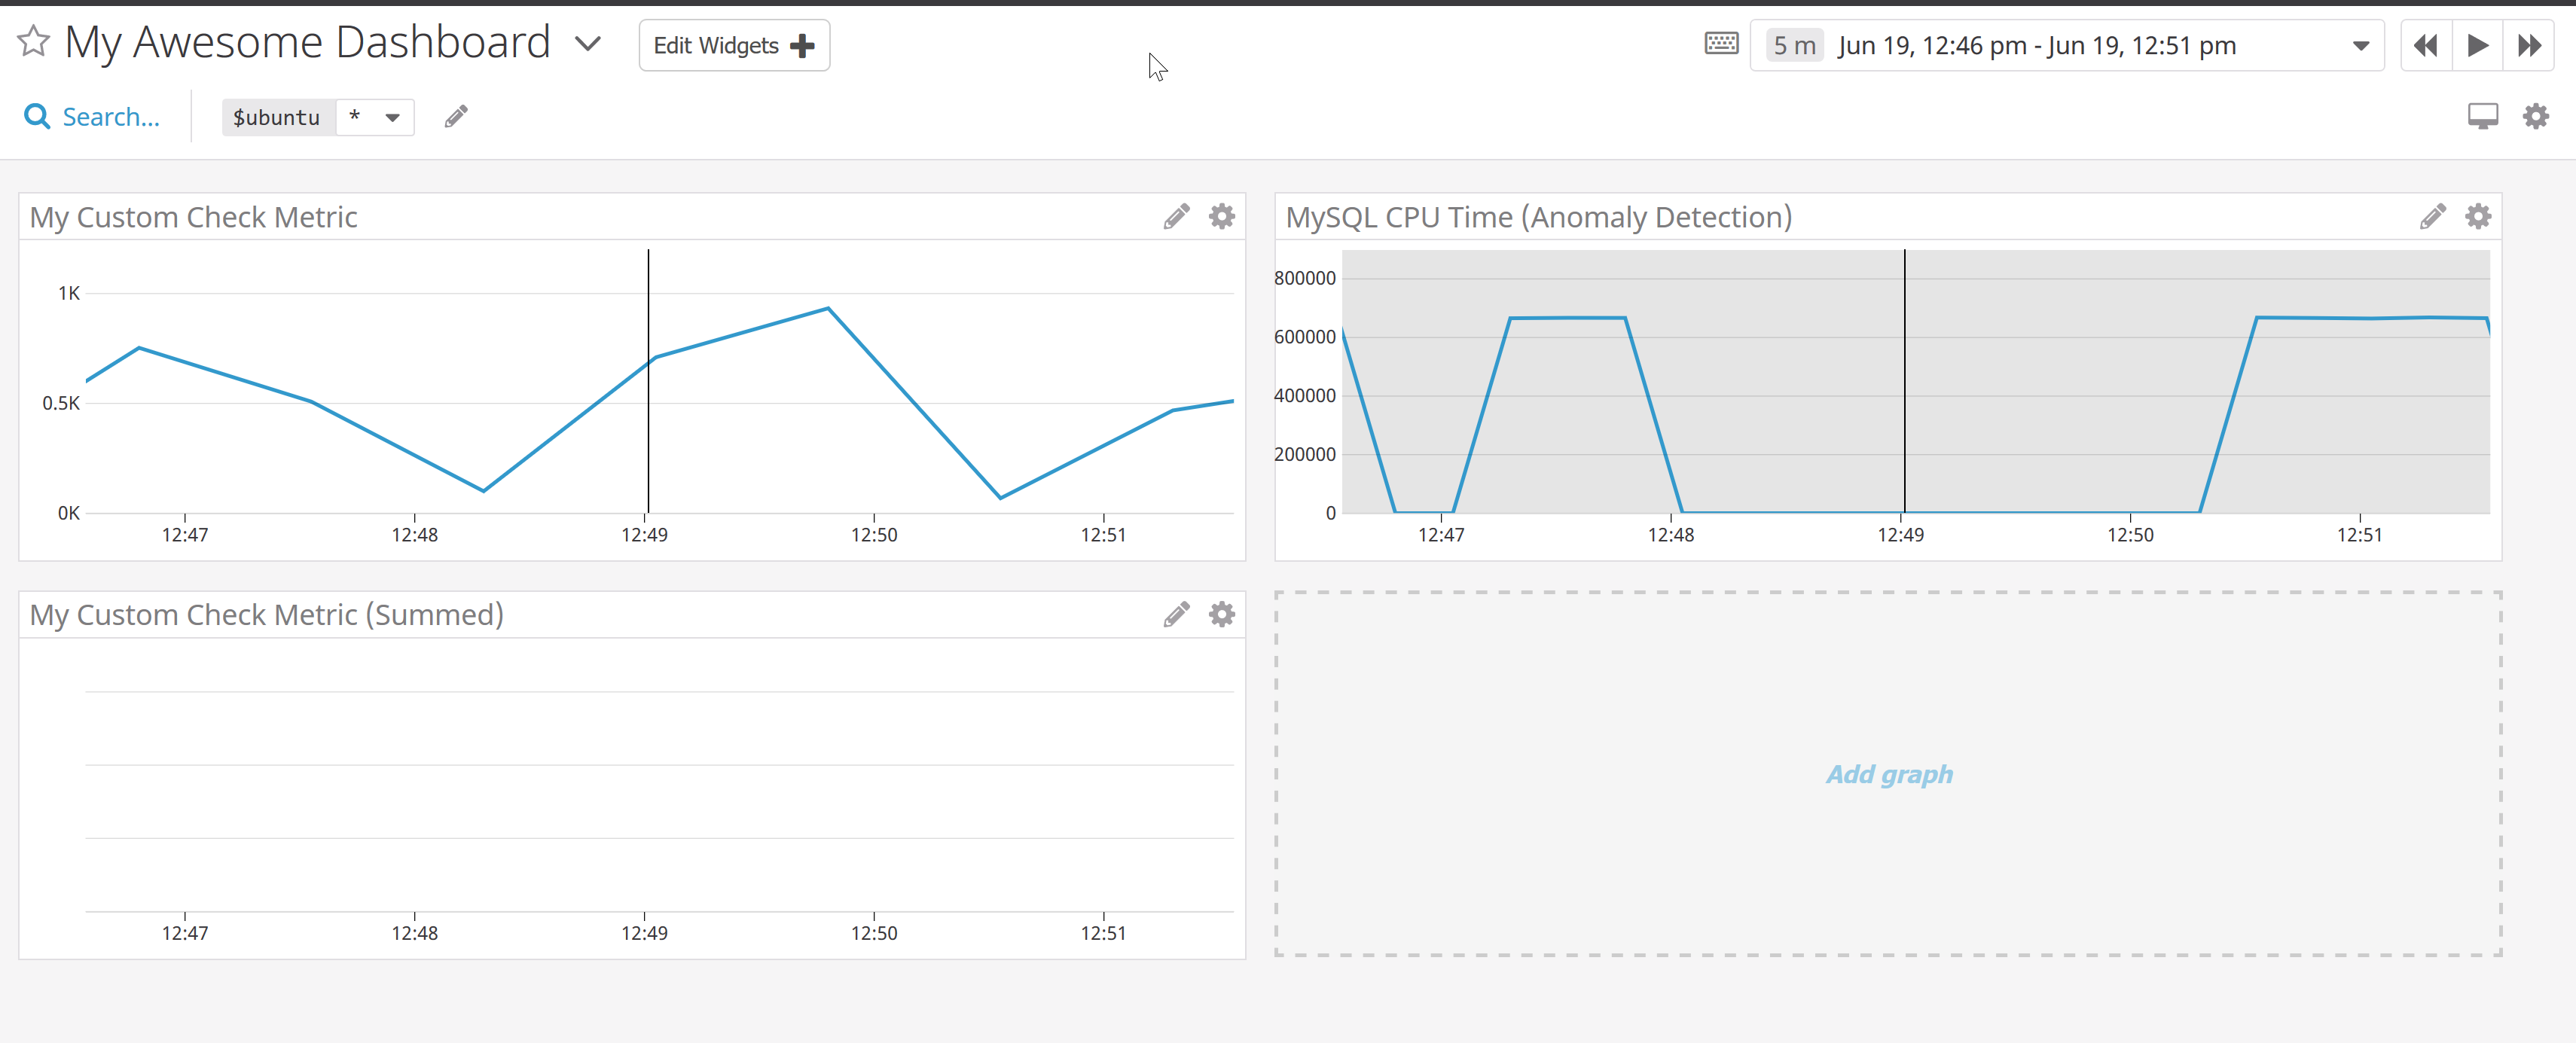 My Awesome Dashboard
Edit Widgets
5 m Jun 19, 12:46 pm - Jun 19, 12:51 pm
Search...
$ubuntu *
My Custom Check Metric
1K
0.5K
0K
12:47 12:48 12:49 12:50 12:51
MySQL CPU Time (Anomaly Detection)
800000
600000
400000
200000
0
12:47 12:48 12:49 12:50 12:51
My Custom Check Metric (Summed)
12:47 12:48 12:49 12:50 12:51
Add graph